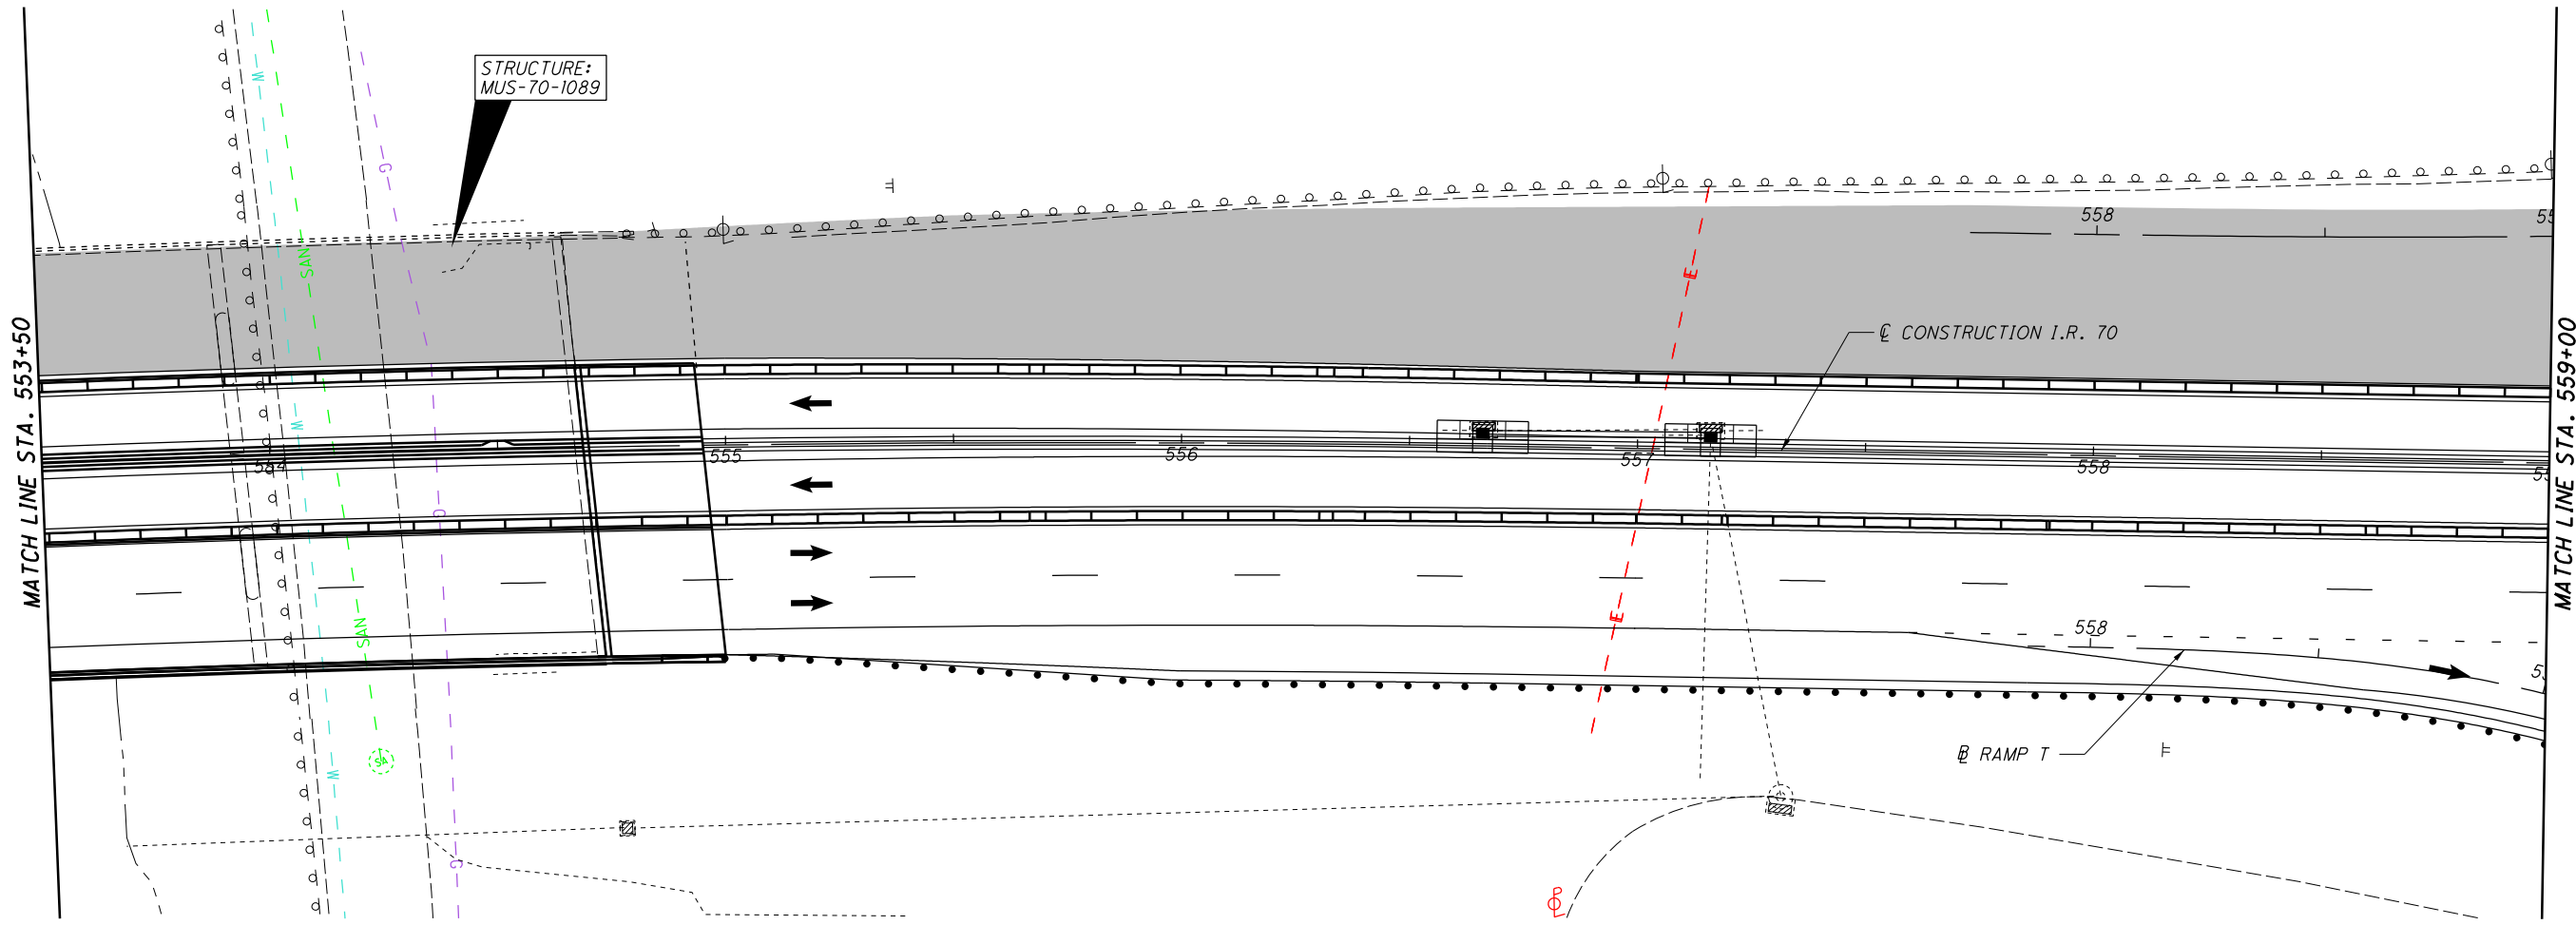 STRUCTURE:
MUS-70-1089
W
SAN
G
558
E
℄ CONSTRUCTION I.R. 70
MATCH LINE STA. 553+50
MATCH LINE STA. 559+00
W
554
555
556
557
558
G
SAN
E
558
SA
W
℄ RAMP T
G